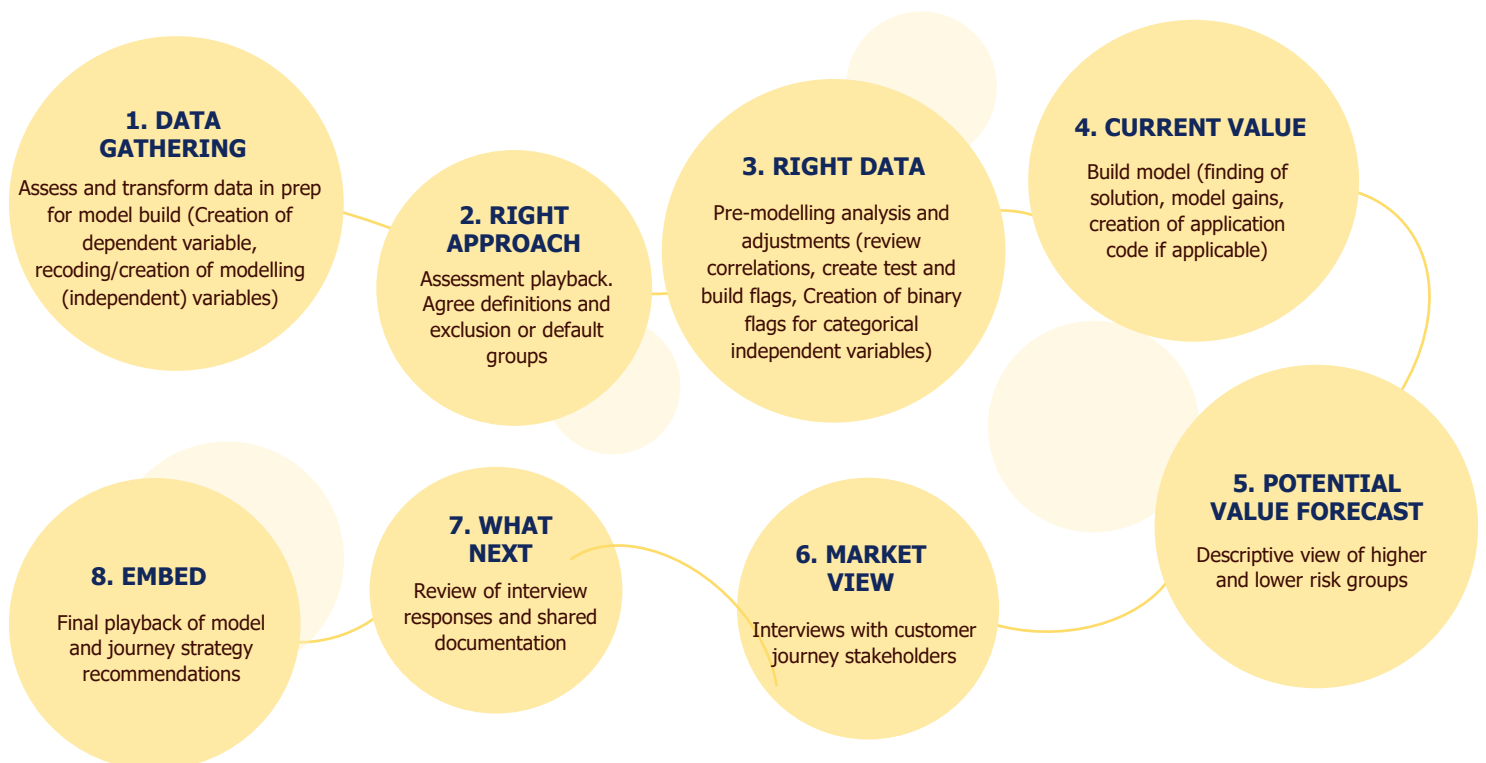 1. DATA
GATHERING
Assess and transform data in prep
for model build (Creation of
dependent variable,
recoding/creation of modelling
(independent) variables)
2. RIGHT
APPROACH
Assessment playback.
Agree definitions and
exclusion or default
groups
3. RIGHT DATA
Pre-modelling analysis and
adjustments (review
correlations, create test and
build flags, Creation of binary
flags for categorical
independent variables)
4. CURRENT VALUE
Build model (finding of
solution, model gains,
creation of application
code if applicable)
5. POTENTIAL
VALUE FORECAST
Descriptive view of higher
and lower risk groups
6. MARKET
VIEW
Interviews with customer
journey stakeholders
7. WHAT
NEXT
Review of interview
responses and shared
documentation
8. EMBED
Final playback of model
and journey strategy
recommendations